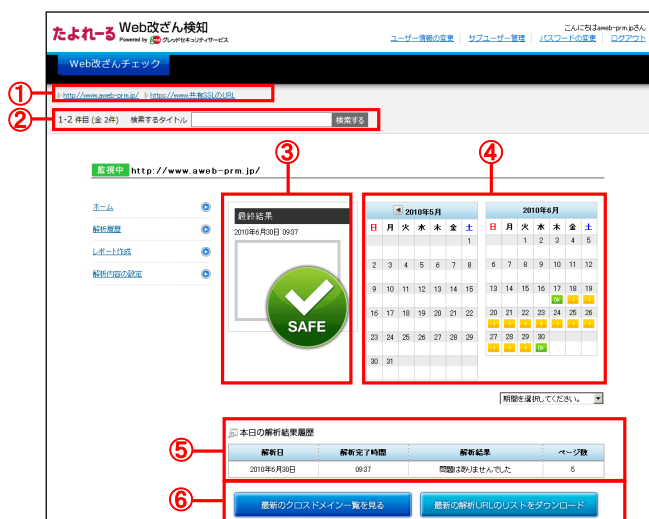 たよれーる Web改ざん検知
Powered by グレッドセキュリティサービス
こんにちはaweb-prm.jpさん
ユーザー情報の変更 | サブユーザー管理 | パスワードの変更 | ログアウト
Web改ざんチェック
①
http://www.aweb-prm.jp/ https://www.共有SSLのURL
②
1-2 件目 (全 2件) 検索するタイトル 検索する
③
④
監視中 http://www.aweb-prm.jp/
ホーム
解析履歴
レポート作成
解析内容の設定
最終結果
2010年6月30日 09:37
SAFE
2010年5月
日 月 火 水 木 金 土
1
2 3 4 5 6 7 8
9 10 11 12 13 14 15
16 17 18 19 20 21 22
23 24 25 26 27 28 29
30 31
2010年6月
日 月 火 水 木 金 土
1 2 3 4 5
6 7 8 9 10 11 12
13 14 15 16 17 18 19
OK
20 21 22 23 24 25 26
27 28 29 30
OK
期間を選択してください。
⑤
本日の解析結果履歴
解析日 解析完了時間 解析結果 ページ数
2010年6月30日 09:37 問題はありませんでした 5
⑥
最新のクロスドメイン一覧を見る 最新の解析URLのリストをダウンロード